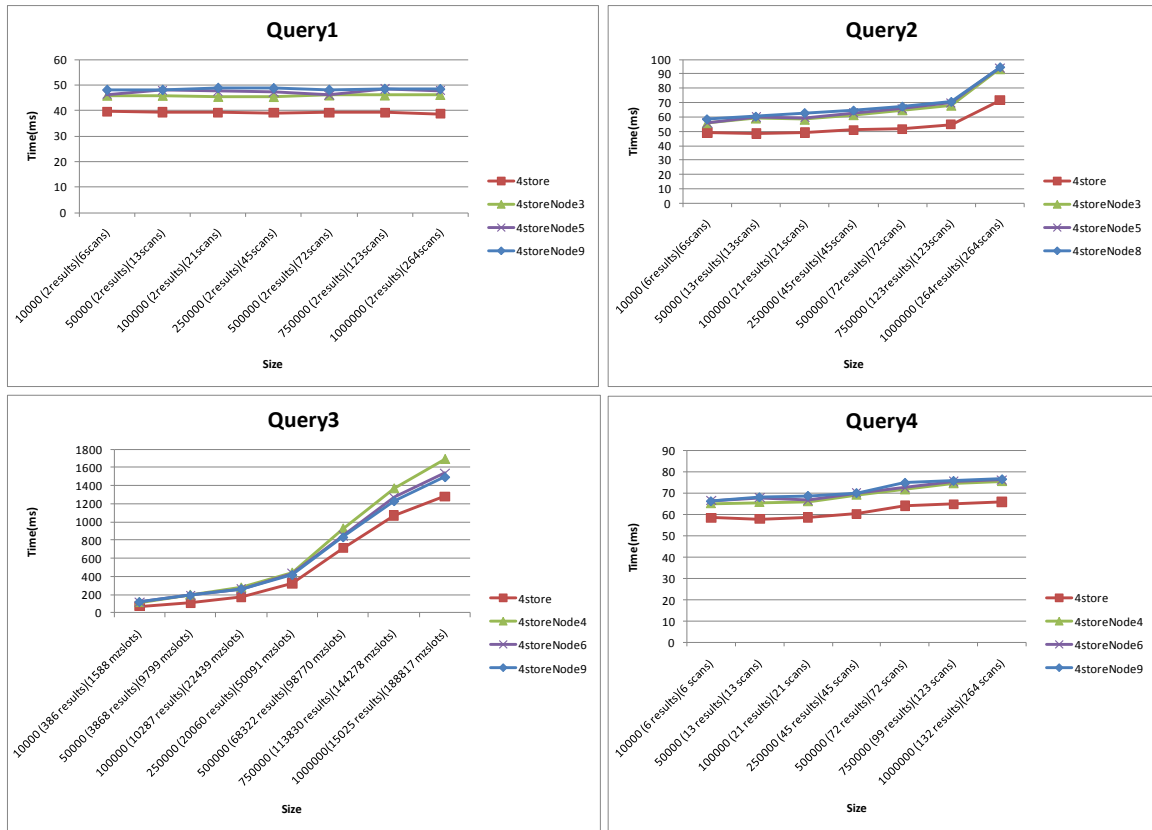 Query1
60
50
40
30
20
10
0
Time(ms)
10000 (2results)(6scans)
50000 (2results)(13scans)
100000 (2results)(21scans)
250000 (2results)(45scans)
500000 (2results)(72scans)
750000 (2results)(123scans)
1000000 (2results)(264scans)
Size
4store
4storeNode3
4storeNode5
4storeNode9
Query2
100
90
80
70
60
50
40
30
20
10
0
Time(ms)
10000 (6results)(6scans)
50000 (13results)(13scans)
100000 (21results)(21scans)
250000 (45results)(45scans)
500000 (72results)(72scans)
750000 (123results)(123scans)
1000000 (264results)(264scans)
Size
4store
4storeNode3
4storeNode5
4storeNode8
Query3
1800
1600
1400
1200
1000
800
600
400
200
0
Time(ms)
10000 (386 results)(1588 mzslots)
50000 (3868 results)(9799 mzslots)
100000 (10287 results)(22439 mzslots)
250000 (20060 results)(50091 mzslots)
500000 (68322 results)(98770 mzslots)
750000 (113830 results)(144278 mzslots)
1000000(15025 results)(188817 mzslots)
Size
4store
4storeNode4
4storeNode6
4storeNode9
Query4
90
80
70
60
50
40
30
20
10
0
Time(ms)
10000 (6 results)(6 scans)
50000 (13 results)(13 scans)
100000 (21 results)(21 scans)
250000 (45 results)(45 scans)
500000 (72 results)(72 scans)
750000 (99 results)(123 scans)
1000000 (132 results)(264 scans)
Size
4store
4storeNode4
4storeNode6
4storeNode9